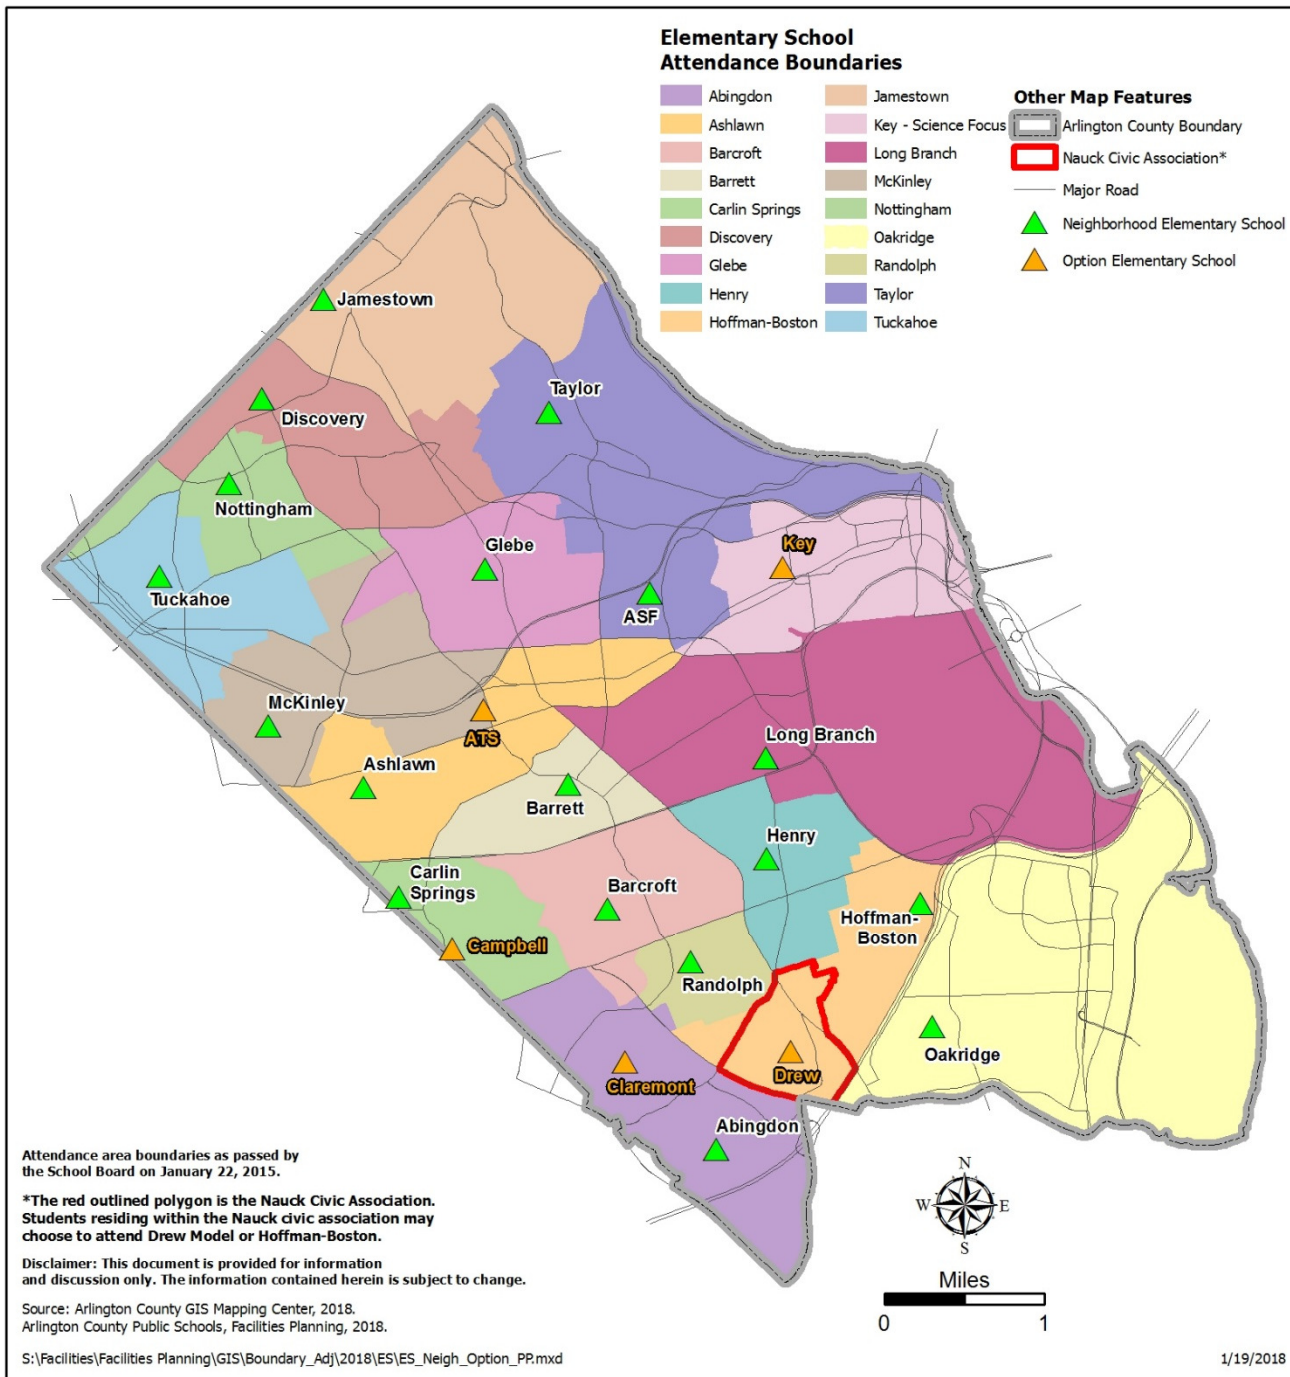 Elementary School
Attendance Boundaries
Abingdon
Ashlawn
Barcroft
Barrett
Carlin Springs
Discovery
Glebe
Henry
Hoffman-Boston
Jamestown
Key - Science Focus
Long Branch
McKinley
Nottingham
Oakridge
Randolph
Taylor
Tuckahoe
Other Map Features
Arlington County Boundary
Nauck Civic Association*
Major Road
Neighborhood Elementary School
Option Elementary School
Jamestown
Taylor
Discovery
Nottingham
Glebe
Key
Tuckahoe
ASF
McKinley
ATS
Long Branch
Ashlawn
Barrett
Henry
Carlin
Springs
Barcroft
Hoffman-
Boston
Campbell
Randolph
Oakridge
Drew
Claremont
Abingdon
Attendance area boundaries as passed by
the School Board on January 22, 2015.
*The red outlined polygon is the Nauck Civic Association.
Students residing within the Nauck civic association may
choose to attend Drew Model or Hoffman-Boston.
Disclaimer: This document is provided for information
and discussion only. The information contained herein is subject to change.
Source: Arlington County GIS Mapping Center, 2018.
Arlington County Public Schools, Facilities Planning, 2018.
S:\Facilities\Facilities Planning\GIS\Boundary_Adj\2018\ES\ES_Neigh_Option_PP.mxd
N
W E
S
Miles
0 1
1/19/2018